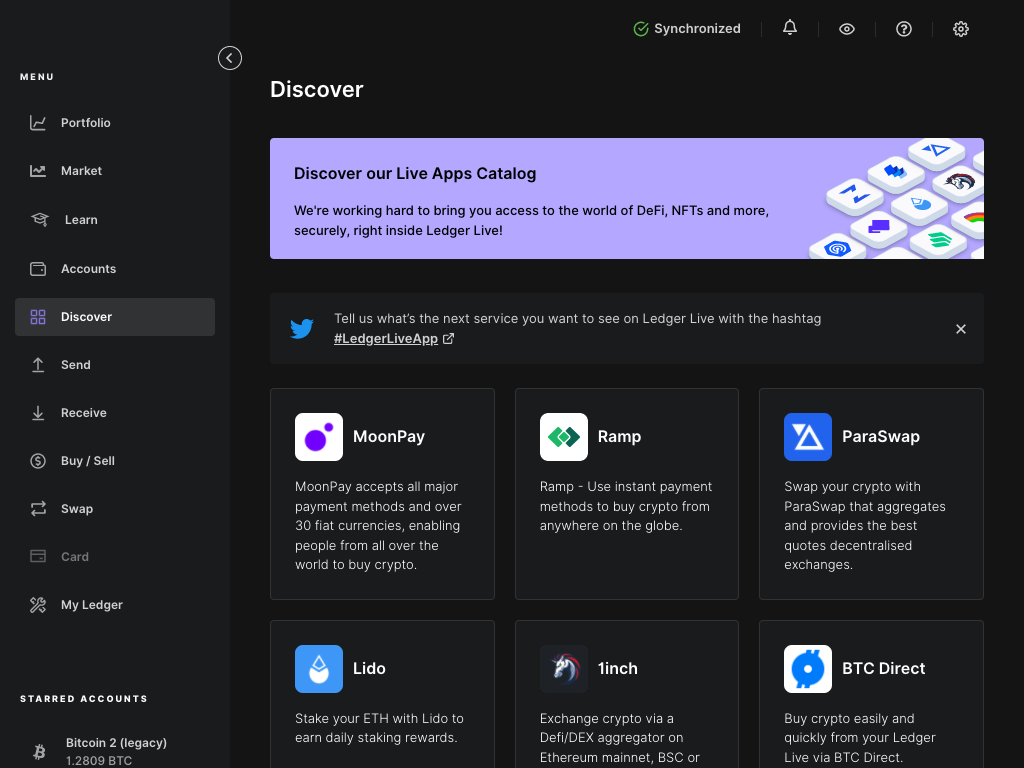 Synchronized
MENU
Portfolio
Market
Learn
Accounts
Discover
Send
Receive
Buy / Sell
Swap
Card
My Ledger
STARRED ACCOUNTS
Bitcoin 2 (legacy)
1.2809 BTC
Discover
Discover our Live Apps Catalog
We're working hard to bring you access to the world of DeFi, NFTs and more,
securely, right inside Ledger Live!
Tell us what’s the next service you want to see on Ledger Live with the hashtag
#LedgerLiveApp
MoonPay
MoonPay accepts all major
payment methods and over
30 fiat currencies, enabling
people from all over the
world to buy crypto.
Ramp
Ramp - Use instant payment
methods to buy crypto from
anywhere on the globe.
ParaSwap
Swap your crypto with
ParaSwap that aggregates
and provides the best
quotes decentralised
exchanges.
Lido
Stake your ETH with Lido to
earn daily staking rewards.
1inch
Exchange crypto via a
Defi/DEX aggregator on
Ethereum mainnet, BSC or
BTC Direct
Buy crypto easily and
quickly from your Ledger
Live via BTC Direct.